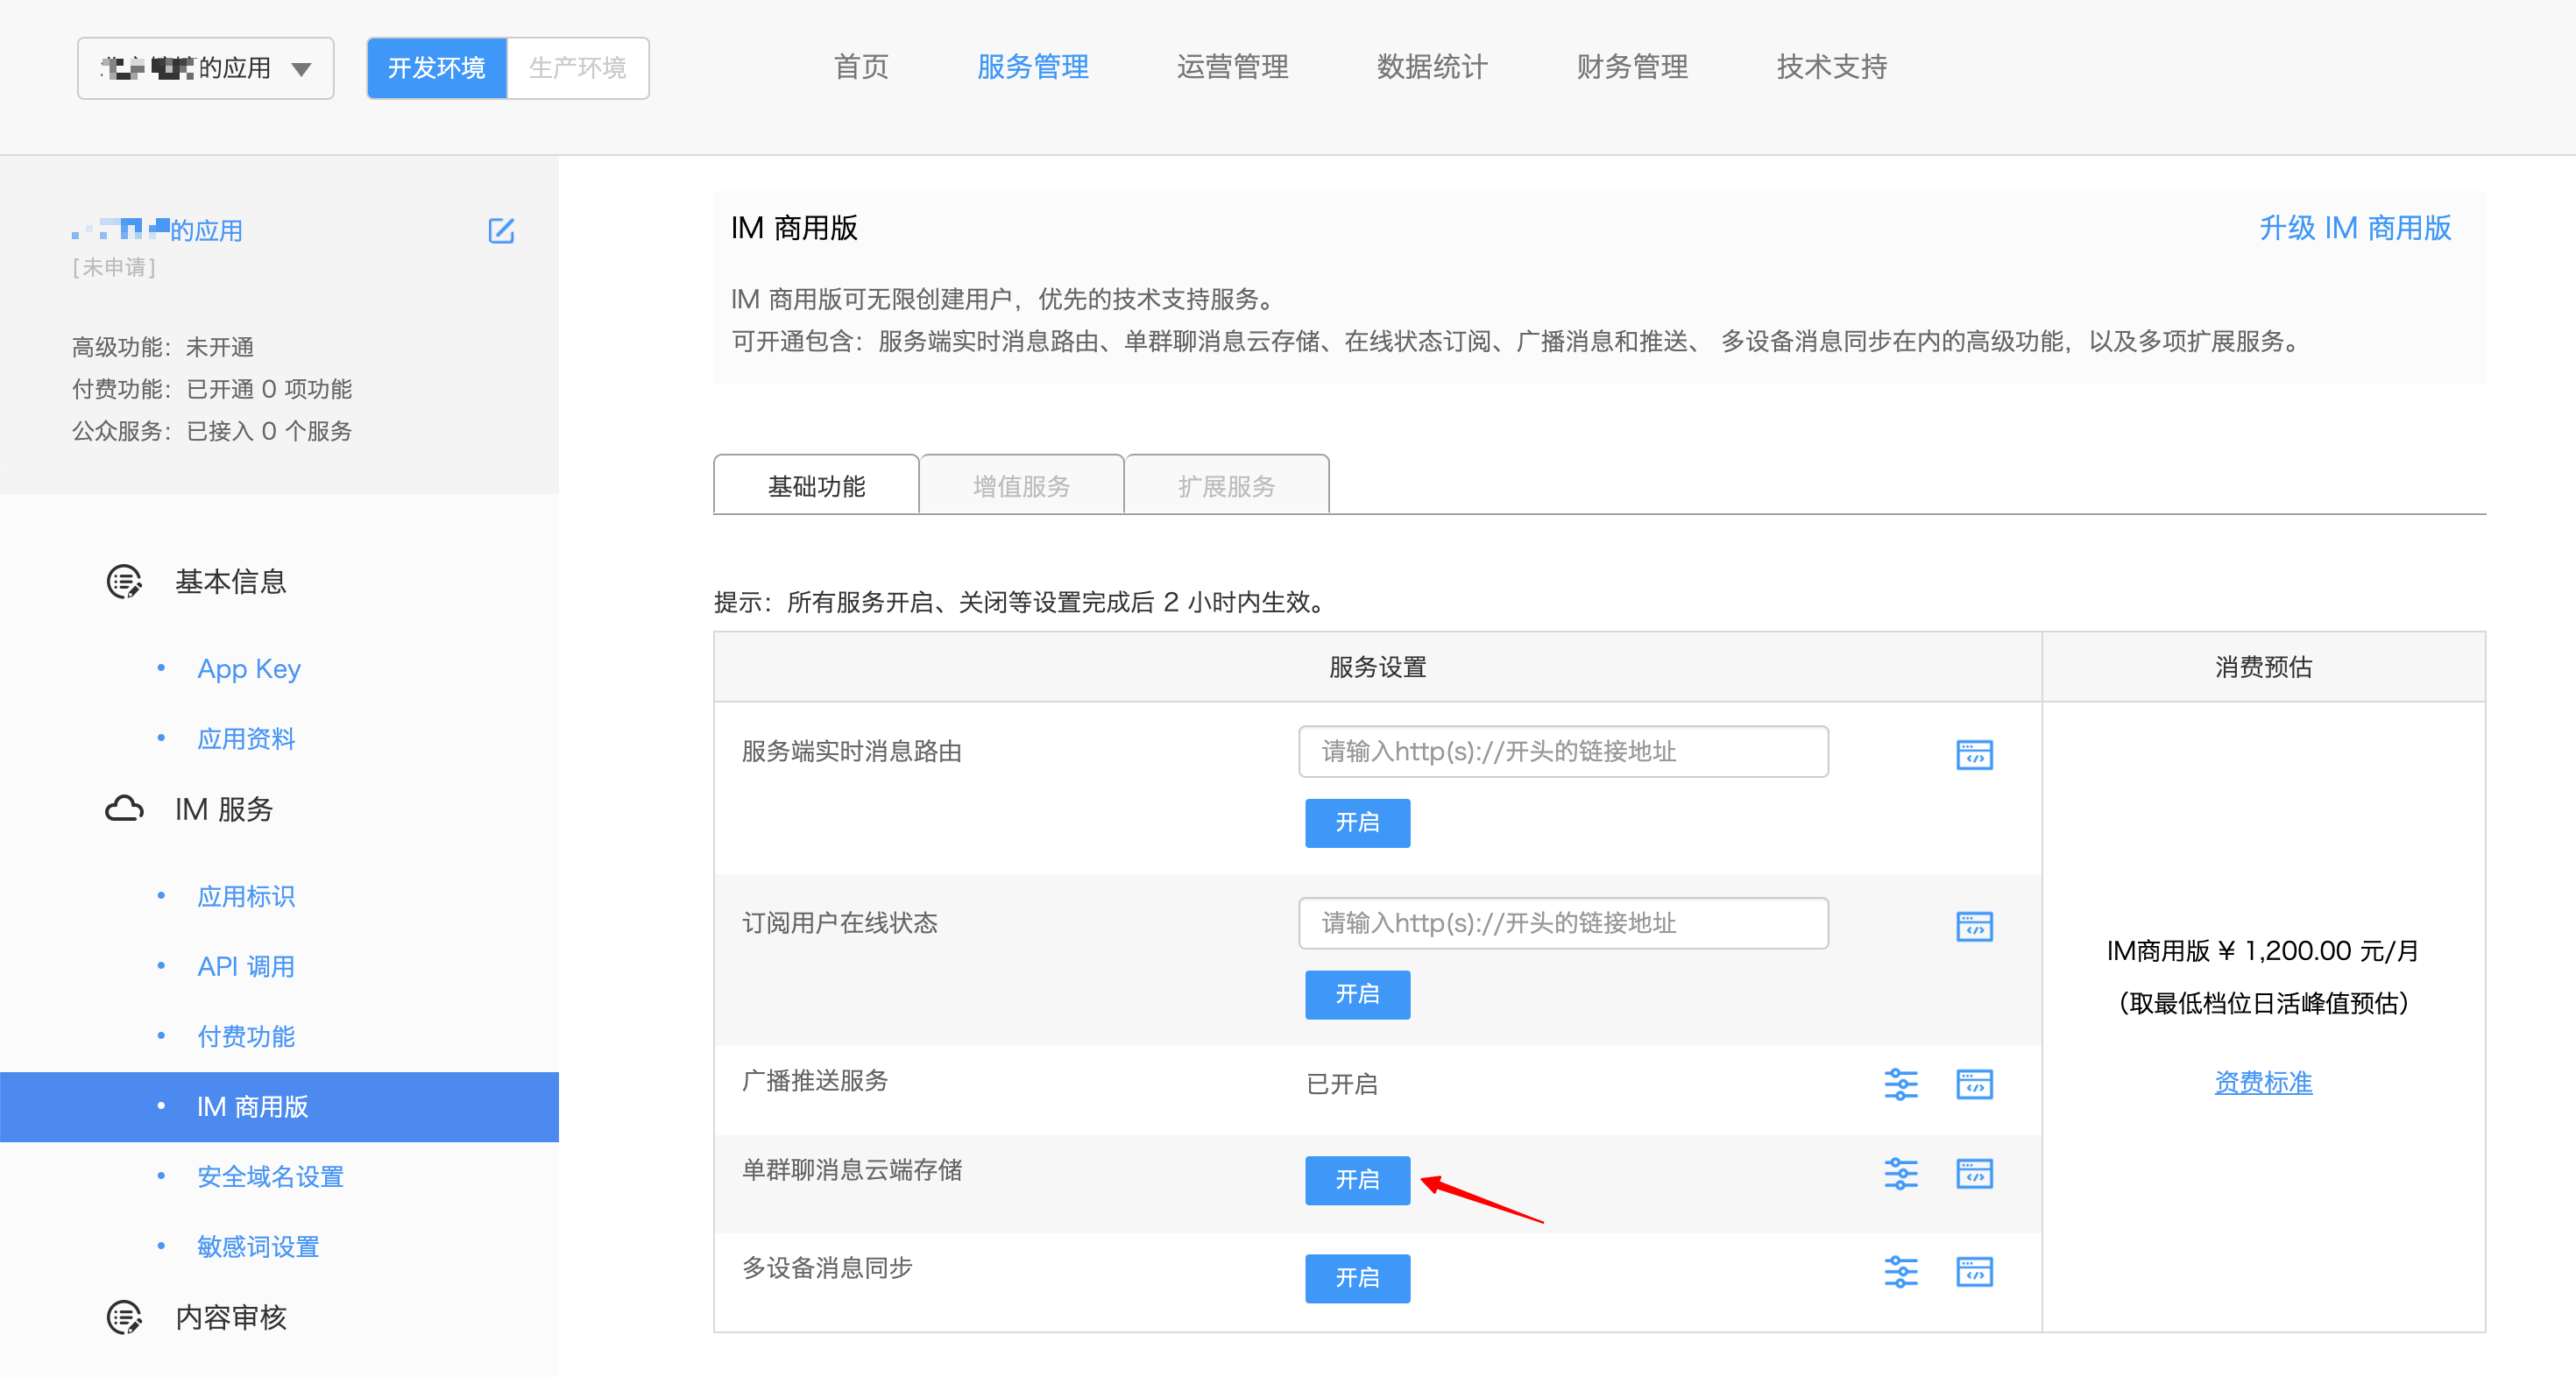 的应用
开发环境
生产环境
首页
服务管理
运营管理
数据统计
财务管理
技术支持
的应用
[未申请]
高级功能：未开通
付费功能：已开通 0 项功能
公众服务：已接入 0 个服务
基本信息
App Key
应用资料
IM 服务
应用标识
API 调用
付费功能
IM 商用版
安全域名设置
敏感词设置
内容审核
IM 商用版
升级 IM 商用版
IM 商用版可无限创建用户，优先的技术支持服务。
可开通包含：服务端实时消息路由、单群聊消息云存储、在线状态订阅、广播消息和推送、 多设备消息同步在内的高级功能，以及多项扩展服务。
基础功能
增值服务
扩展服务
提示：所有服务开启、关闭等设置完成后 2 小时内生效。
服务设置
消费预估
服务端实时消息路由
请输入http(s)://开头的链接地址
开启
订阅用户在线状态
请输入http(s)://开头的链接地址
开启
广播推送服务
已开启
单群聊消息云端存储
开启
多设备消息同步
开启
IM商用版 ¥ 1,200.00 元/月
（取最低档位日活峰值预估）
资费标准